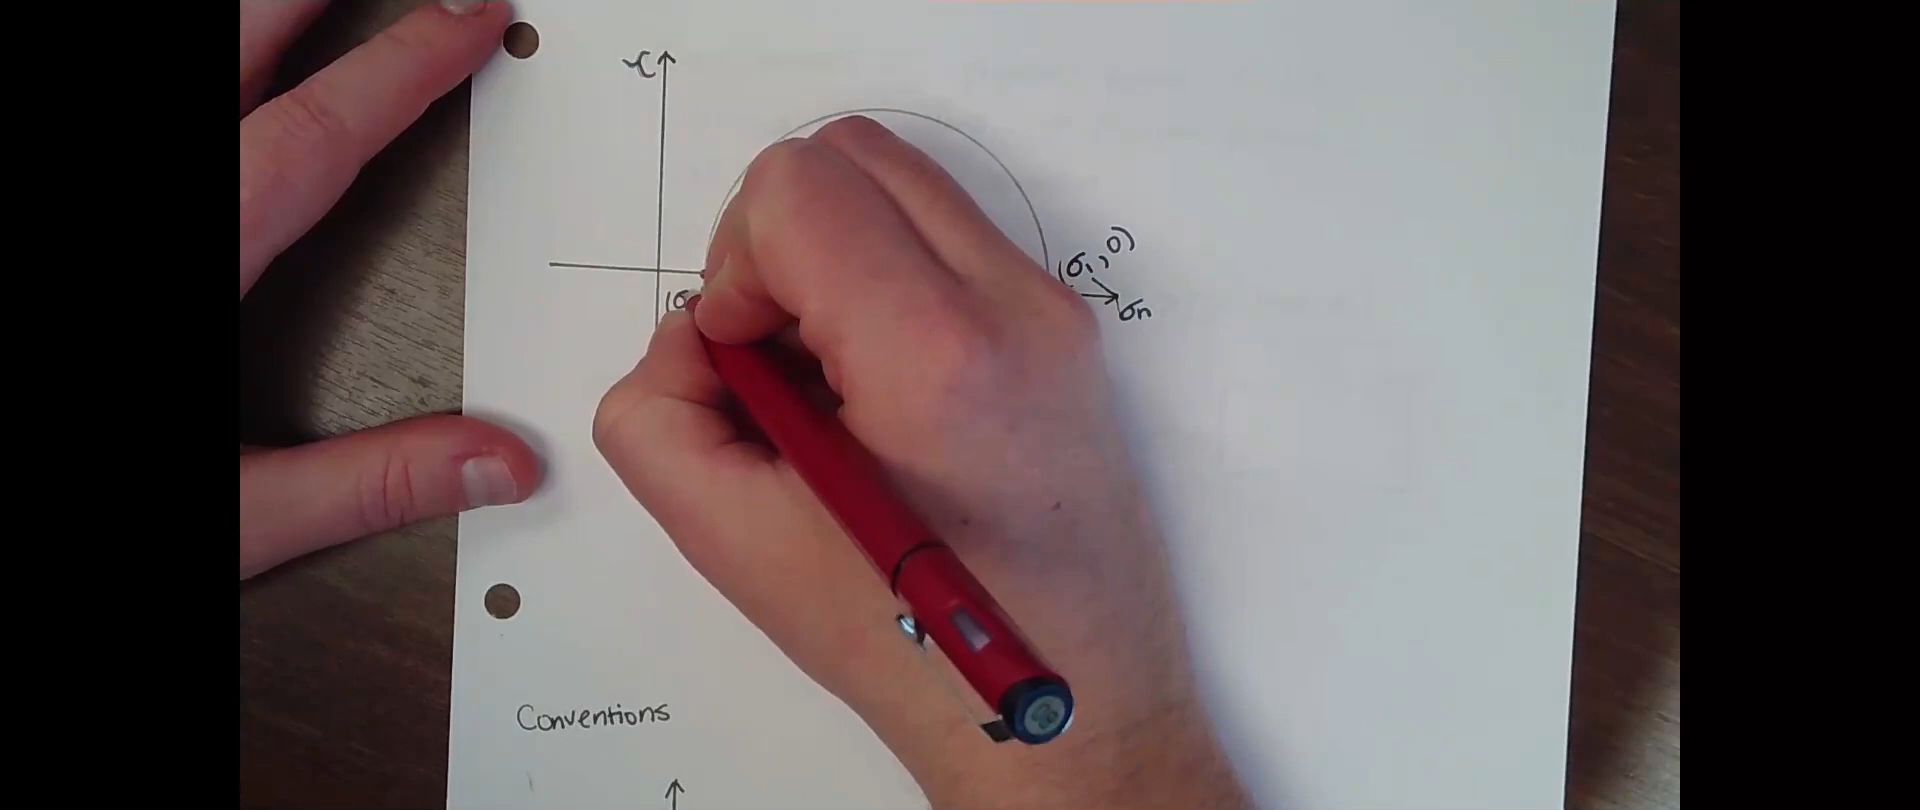 τ
(σ₁, 0)
(σ
σn
Conventions